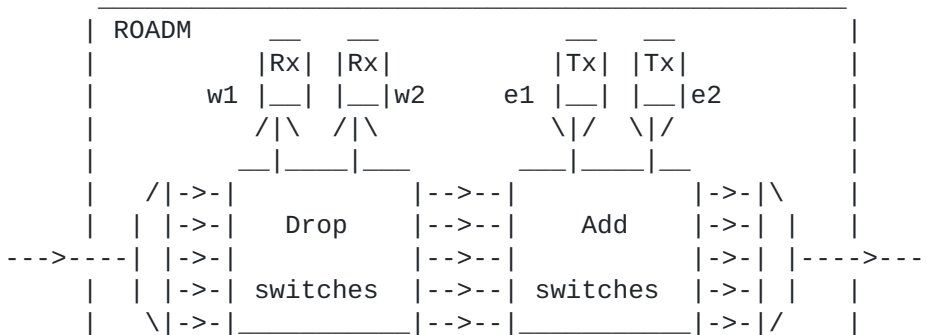 ROADM
Rx Rx Tx Tx
w1 w2 e1 e2
Drop Add
switches switches